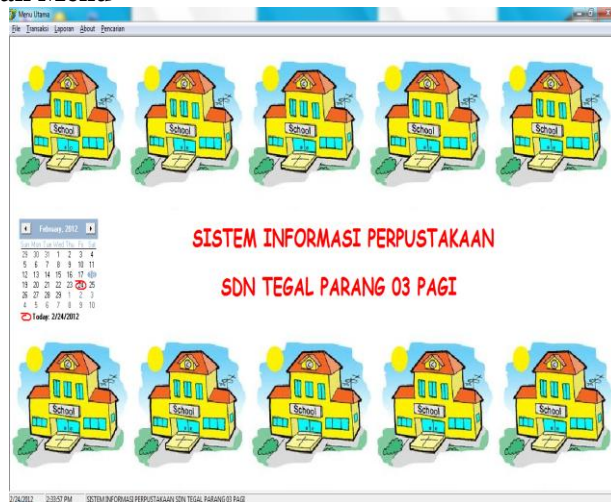 Menu Utama
File Transaksi Laporan About Pencarian
School School School School School
February, 2012
Sun Mon Tue Wed Thu Fri Sat
29 30 31 1 2 3 4
5 6 7 8 9 10 11
12 13 14 15 16 17
19 20 21 22 23 25
26 27 28 29 1 2 3
4 5 6 7 8 9 10
Today: 2/24/2012
SISTEM INFORMASI PERPUSTAKAAN
SDN TEGAL PARANG 03 PAGI
School School School School School
2/24/2012 2:33:57 PM SISTEM INFORMASI PERPUSTAKAAN SDN TEGAL PARANG 03 PAGI